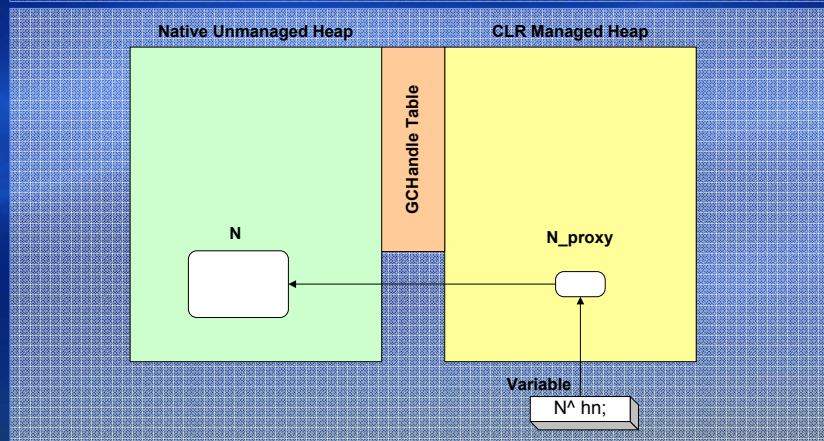 Native Unmanaged Heap
CLR Managed Heap
GCHandle Table
N
N_proxy
Variable
N^ hn;